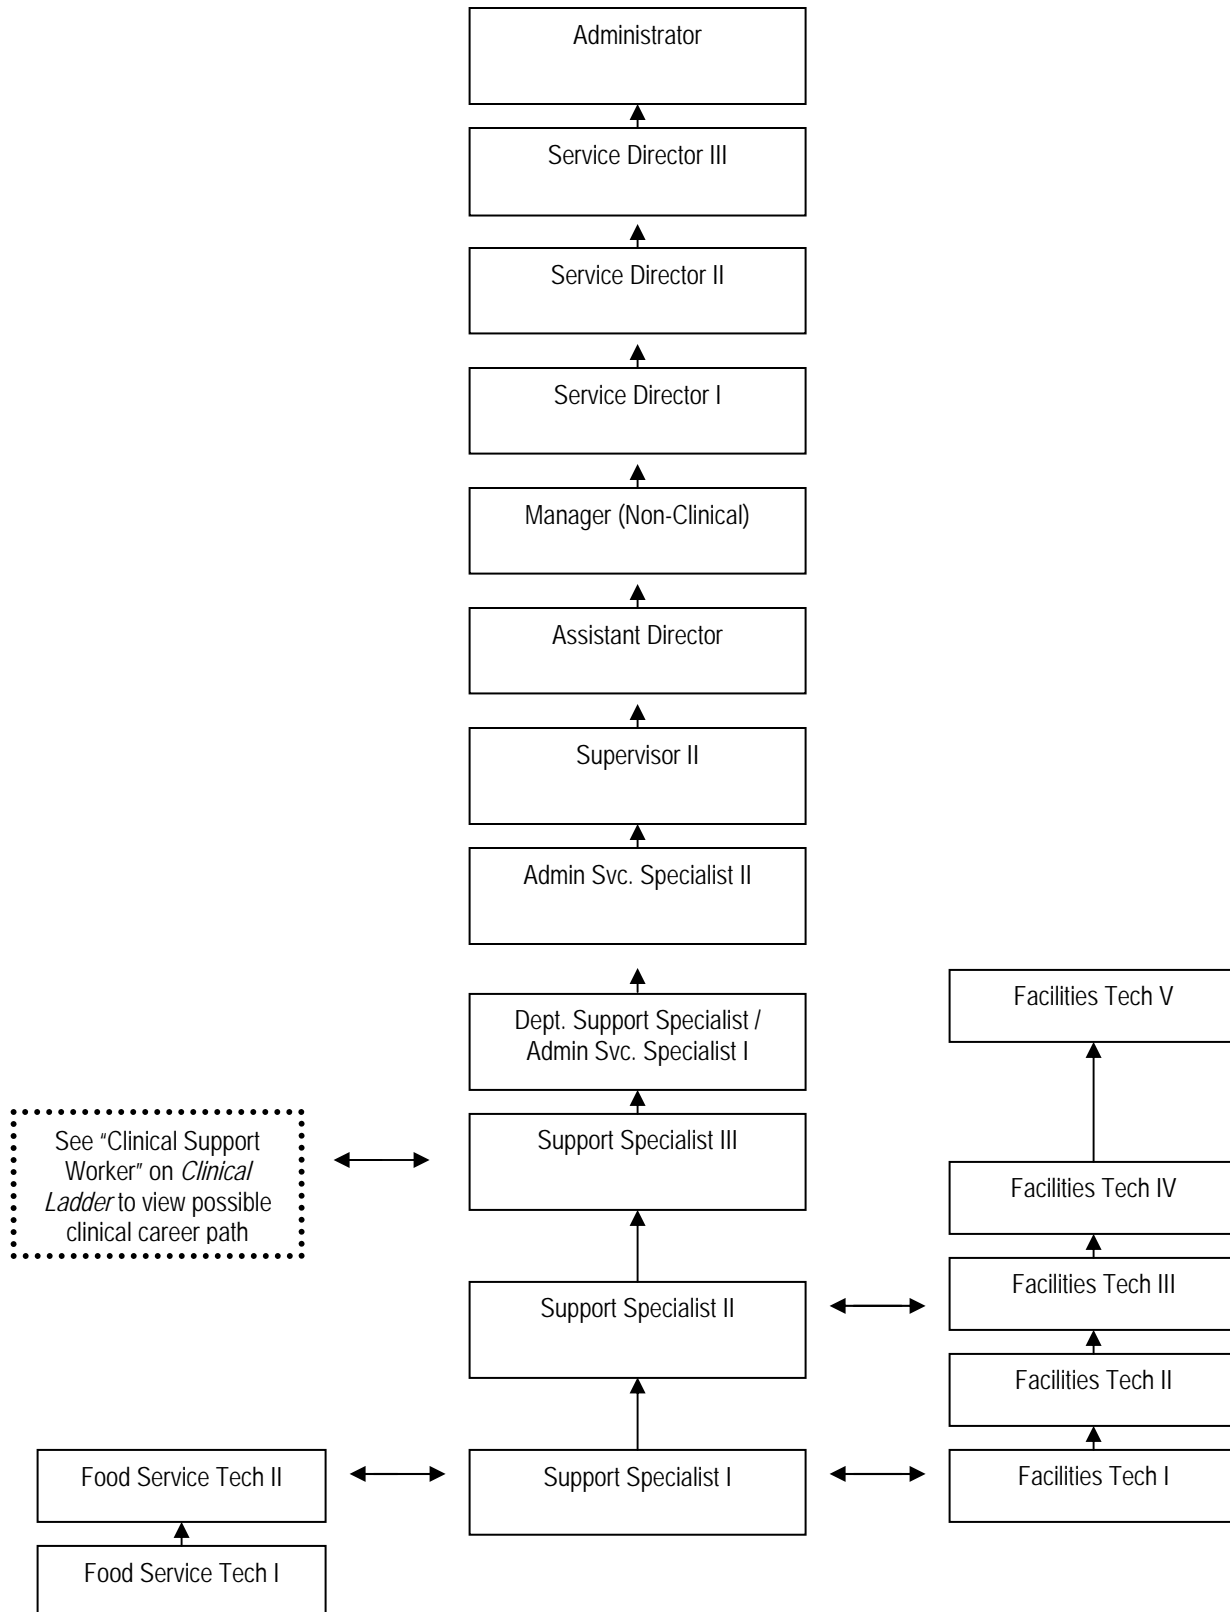 Administrator
Service Director III
Service Director II
Service Director I
Manager (Non-Clinical)
Assistant Director
Supervisor II
Admin Svc. Specialist II
Dept. Support Specialist /
Admin Svc. Specialist I
Facilities Tech V
See “Clinical Support
Worker” on Clinical
Ladder to view possible
clinical career path
Support Specialist III
Facilities Tech IV
Support Specialist II
Facilities Tech III
Facilities Tech II
Food Service Tech II
Support Specialist I
Facilities Tech I
Food Service Tech I